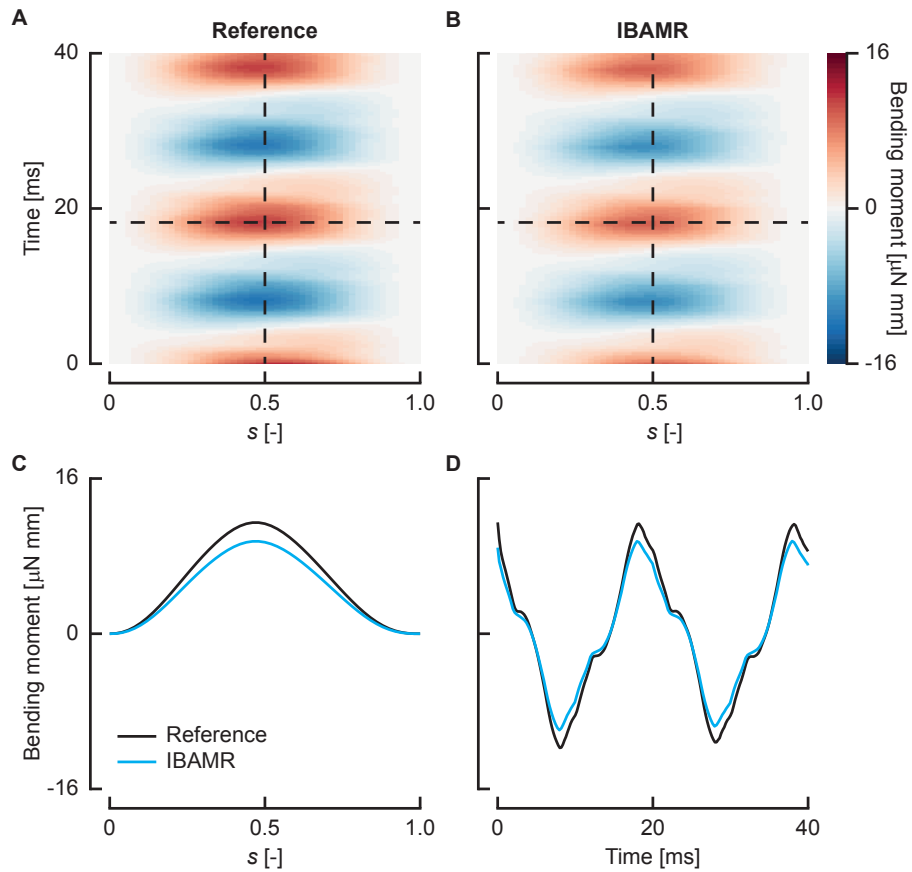 A
Reference
B
IBAMR
40
20
0
Time [ms]
0
0.5
1.0
s [-]
0
0.5
1.0
s [-]
16
0
-16
Bending moment [μN mm]
C
16
0
-16
Bending moment [μN mm]
Reference
IBAMR
0
0.5
1.0
s [-]
D
0
20
40
Time [ms]